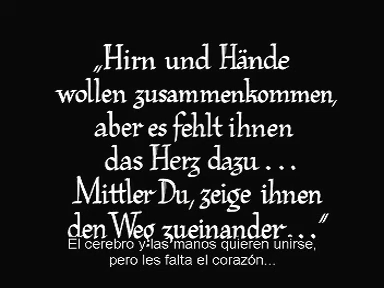 „Hirn und Hände
wollen zusammenkommen,
aber es fehlt ihnen
das Herz dazu . . .
Mittler Du, zeige ihnen
den Weg zueinander . . .“
El cerebro y las manos quieren unirse,
pero les falta el corazón...